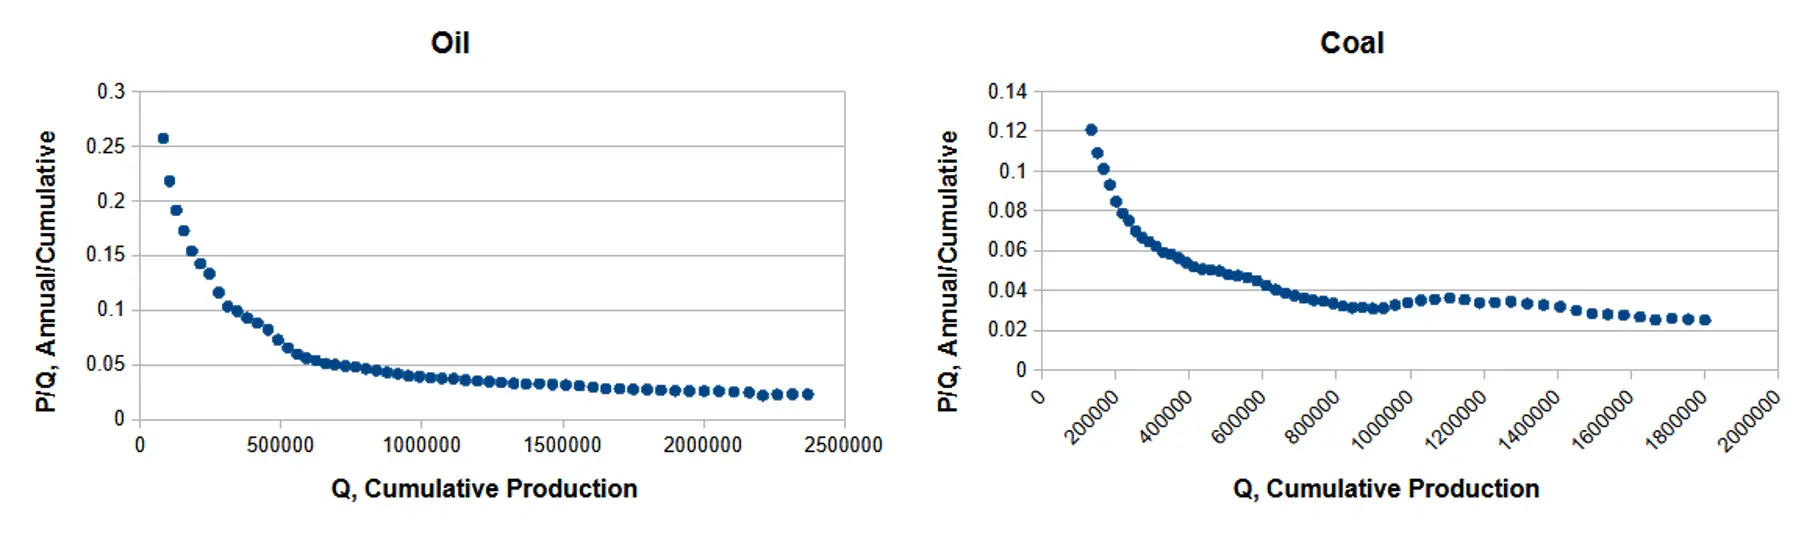 Oil
P/Q, Annual/Cumulative
0.3
0.25
0.2
0.15
0.1
0.05
0
0 500000 1000000 1500000 2000000 2500000
Q, Cumulative Production
Coal
P/Q, Annual/Cumulative
0.14
0.12
0.1
0.08
0.06
0.04
0.02
0
0 200000 400000 600000 800000 1000000 1200000 1400000 1600000 1800000 2000000
Q, Cumulative Production